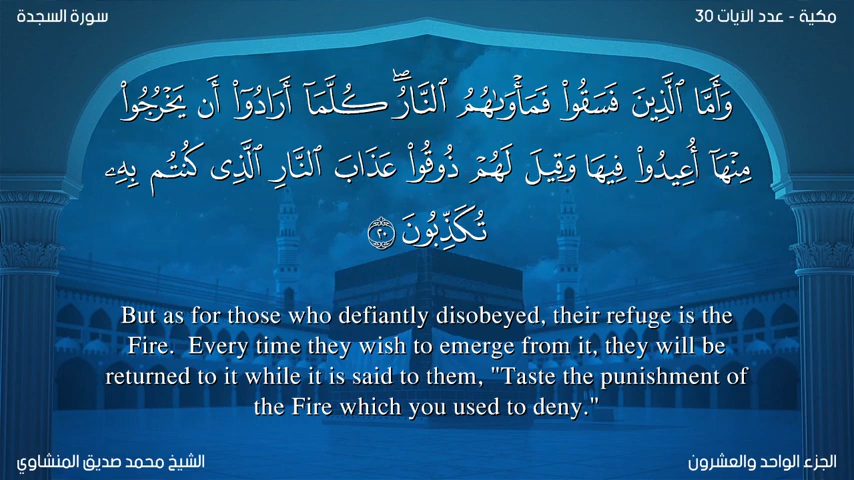 مكية - عدد الآيات 30
سورة السجدة
وَأَمَّا ٱلَّذِينَ فَسَقُوا۟ فَمَأْوَىٰهُمُ ٱلنَّارُ ۖ كُلَّمَآ أَرَادُوٓا۟ أَن يَخْرُجُوا۟
مِنْهَآ أُعِيدُوا۟ فِيهَا وَقِيلَ لَهُمْ ذُوقُوا۟ عَذَابَ ٱلنَّارِ ٱلَّذِى كُنتُم بِهِۦ
تُكَذِّبُونَ ٢٠
But as for those who defiantly disobeyed, their refuge is the
Fire.  Every time they wish to emerge from it, they will be
returned to it while it is said to them, "Taste the punishment of
the Fire which you used to deny."
الجزء الواحد والعشرون
الشيخ محمد صديق المنشاوي